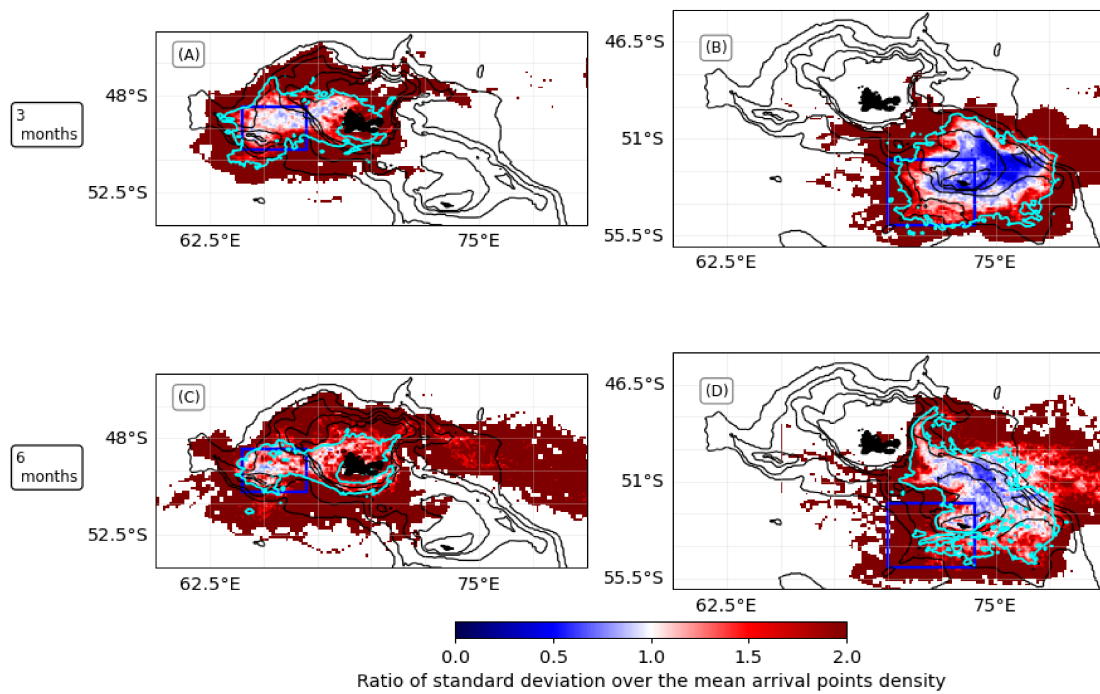 (A)
(B)
46.5°S
48°S
3
months
51°S
52.5°S
55.5°S
62.5°E
75°E
62.5°E
75°E
(C)
(D)
46.5°S
48°S
6
months
51°S
52.5°S
55.5°S
62.5°E
75°E
62.5°E
75°E
0.0
0.5
1.0
1.5
2.0
Ratio of standard deviation over the mean arrival points density